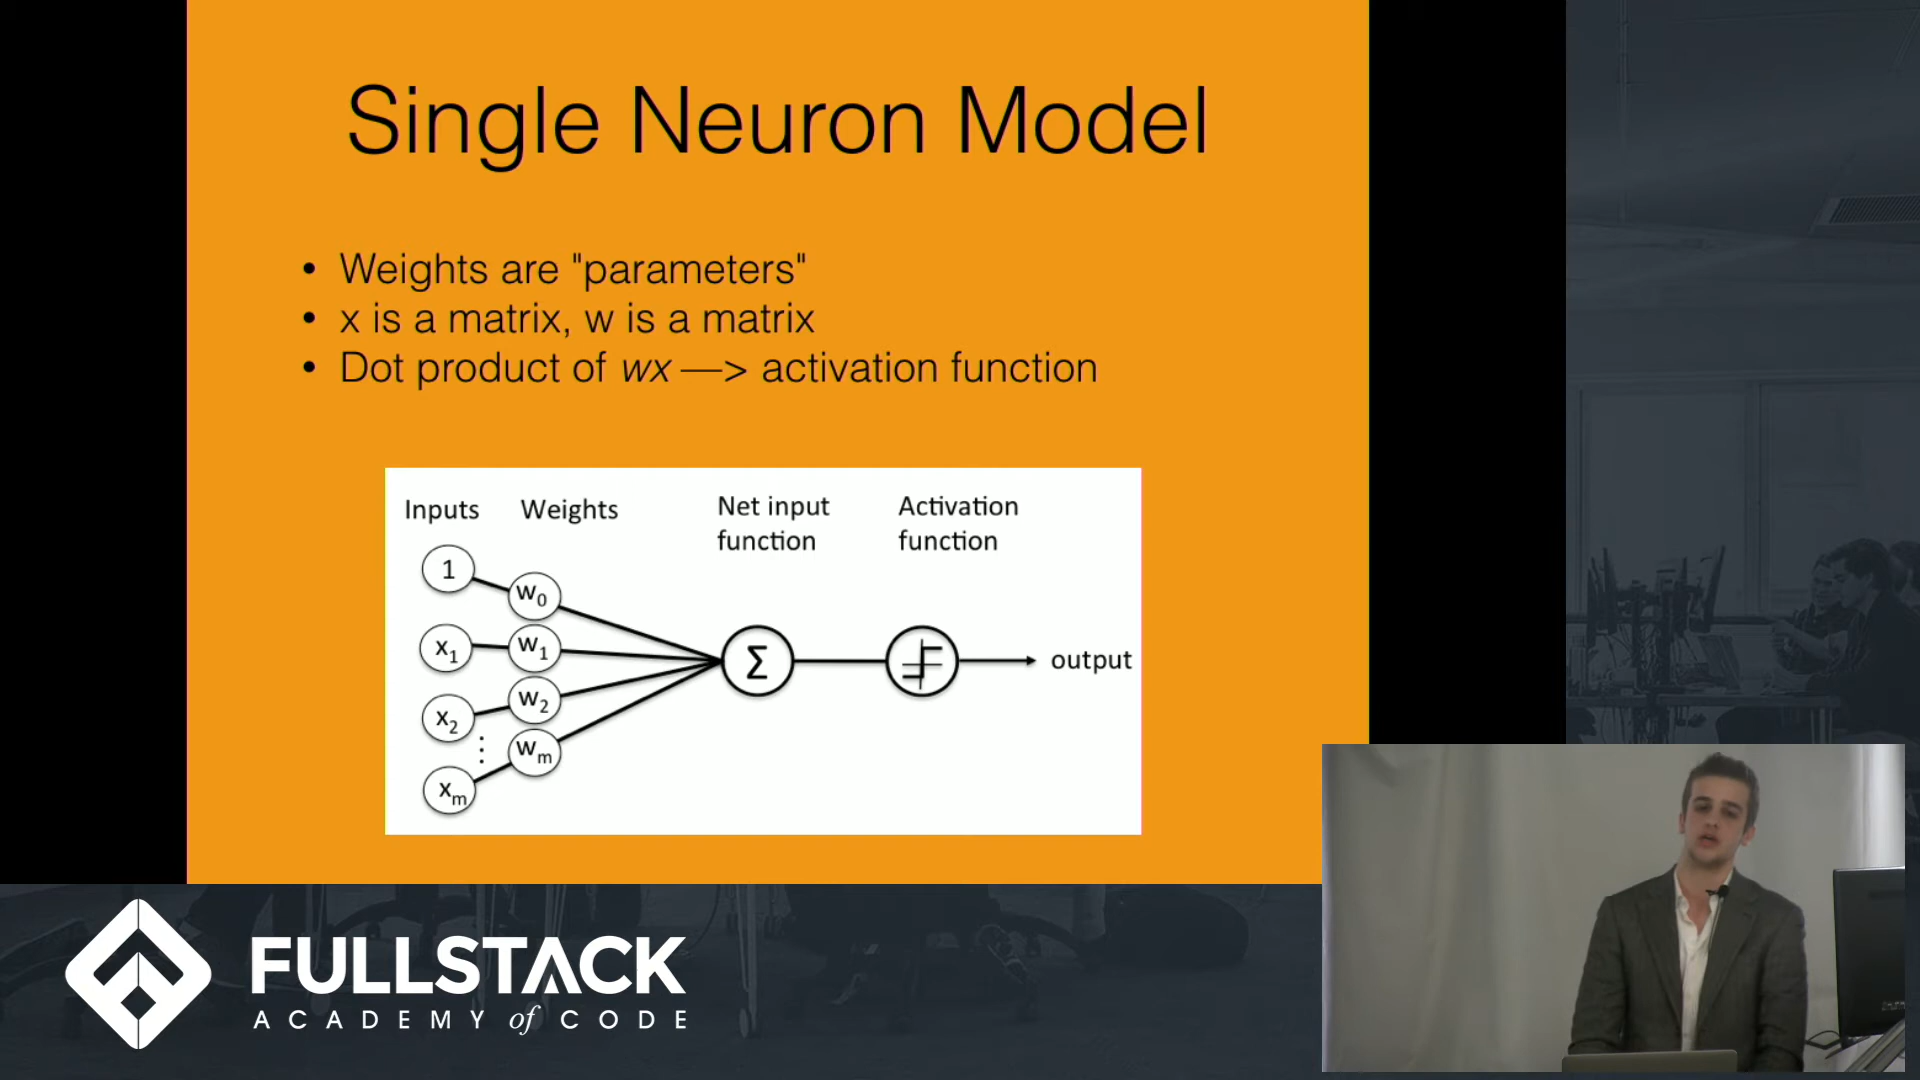 Single Neuron Model
• Weights are "parameters"
• x is a matrix, w is a matrix
• Dot product of wx —> activation function
Inputs Weights Net input function Activation function
1 w0
x1 w1
x2 w2
⋮ wm
xm
Σ
output
FULLSTACK
ACADEMY of CODE